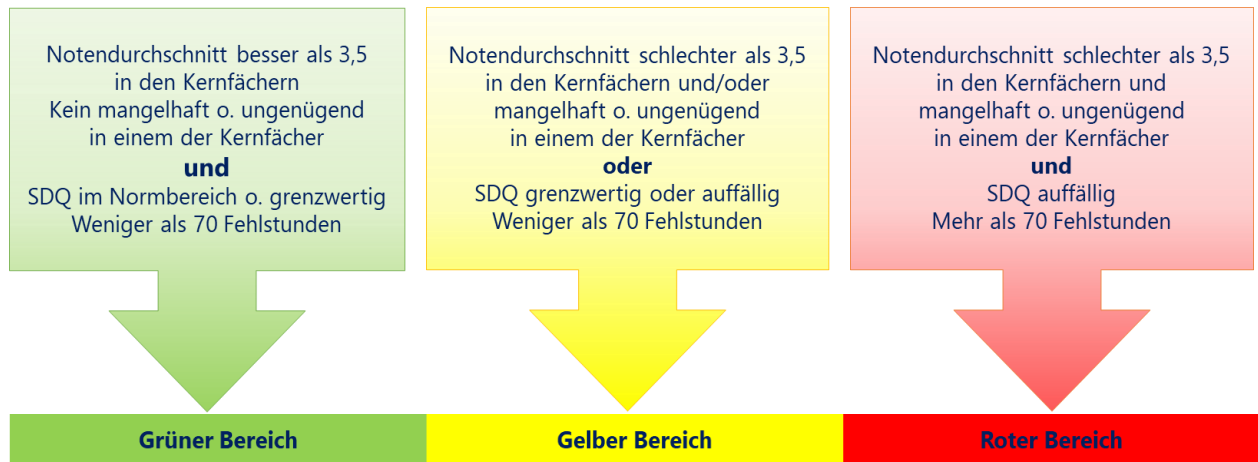 Notendurchschnitt besser als 3,5
in den Kernfächern
Kein mangelhaft o. ungenügend
in einem der Kernfächer
und
SDQ im Normbereich o. grenzwertig
Weniger als 70 Fehlstunden
Notendurchschnitt schlechter als 3,5
in den Kernfächern und/oder
mangelhaft o. ungenügend
in einem der Kernfächer
oder
SDQ grenzwertig oder auffällig
Weniger als 70 Fehlstunden
Notendurchschnitt schlechter als 3,5
in den Kernfächern und
mangelhaft o. ungenügend
in einem der Kernfächer
und
SDQ auffällig
Mehr als 70 Fehlstunden
Grüner Bereich
Gelber Bereich
Roter Bereich